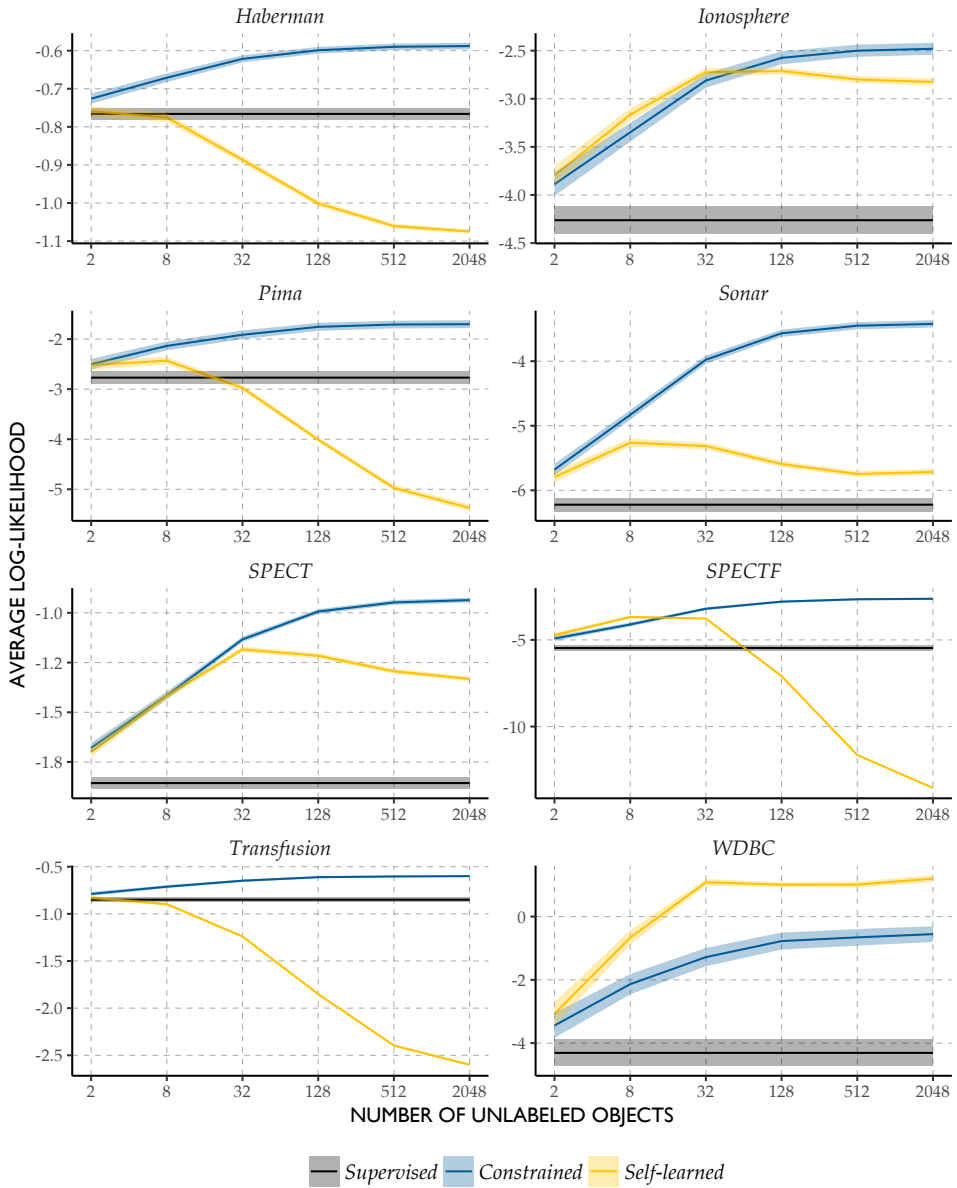 Haberman
-0.6
-0.7
-0.8
-0.9
-1.0
-1.1
2 8 32 128 512 2048
Ionosphere
-2.5
-3.0
-3.5
-4.0
-4.5
2 8 32 128 512 2048
Pima
-2
-3
-4
-5
2 8 32 128 512 2048
Sonar
-4
-5
-6
2 8 32 128 512 2048
AVERAGE LOG-LIKELIHOOD
SPECT
-1.0
-1.2
-1.5
-1.8
2 8 32 128 512 2048
SPECTF
-5
-10
2 8 32 128 512 2048
Transfusion
-0.5
-1.0
-1.5
-2.0
-2.5
2 8 32 128 512 2048
WDBC
0
-2
-4
2 8 32 128 512 2048
NUMBER OF UNLABELED OBJECTS
Supervised Constrained Self-learned